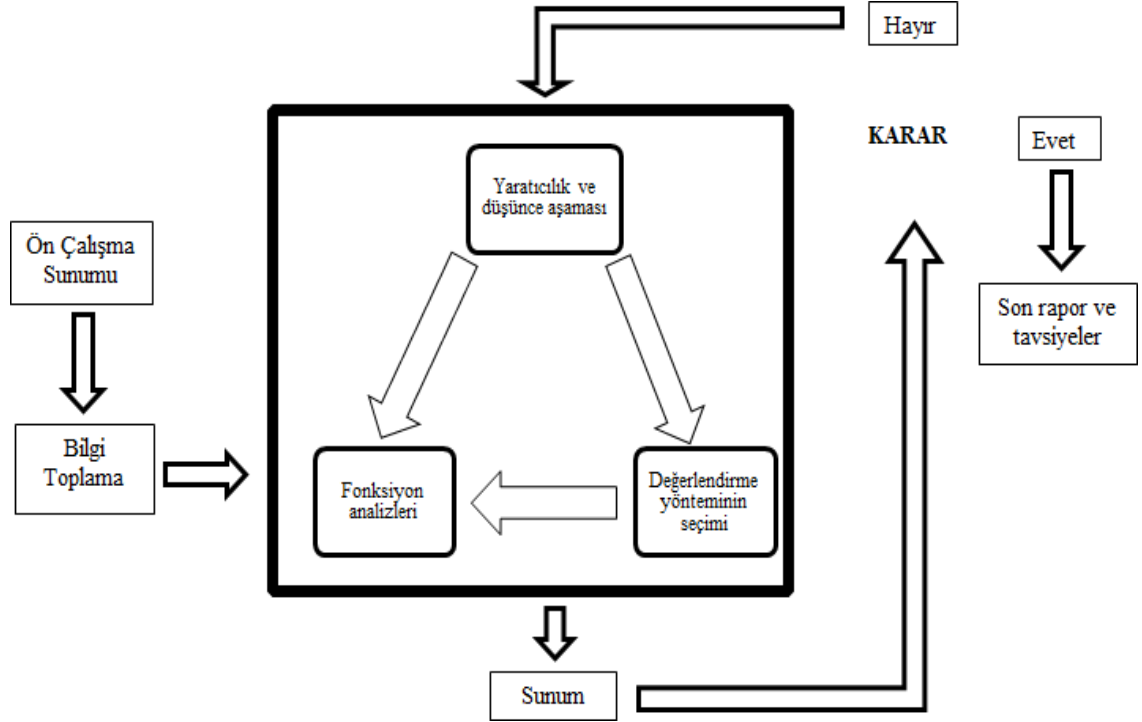 Hayır
KARAR
Evet
Yaratıcılık ve
düşünce aşaması
Ön Çalışma
Sunumu
Son rapor ve
tavsiyeler
Bilgi
Toplama
Fonksiyon
analizleri
Değerlendirme
yönteminin
seçimi
Sunum